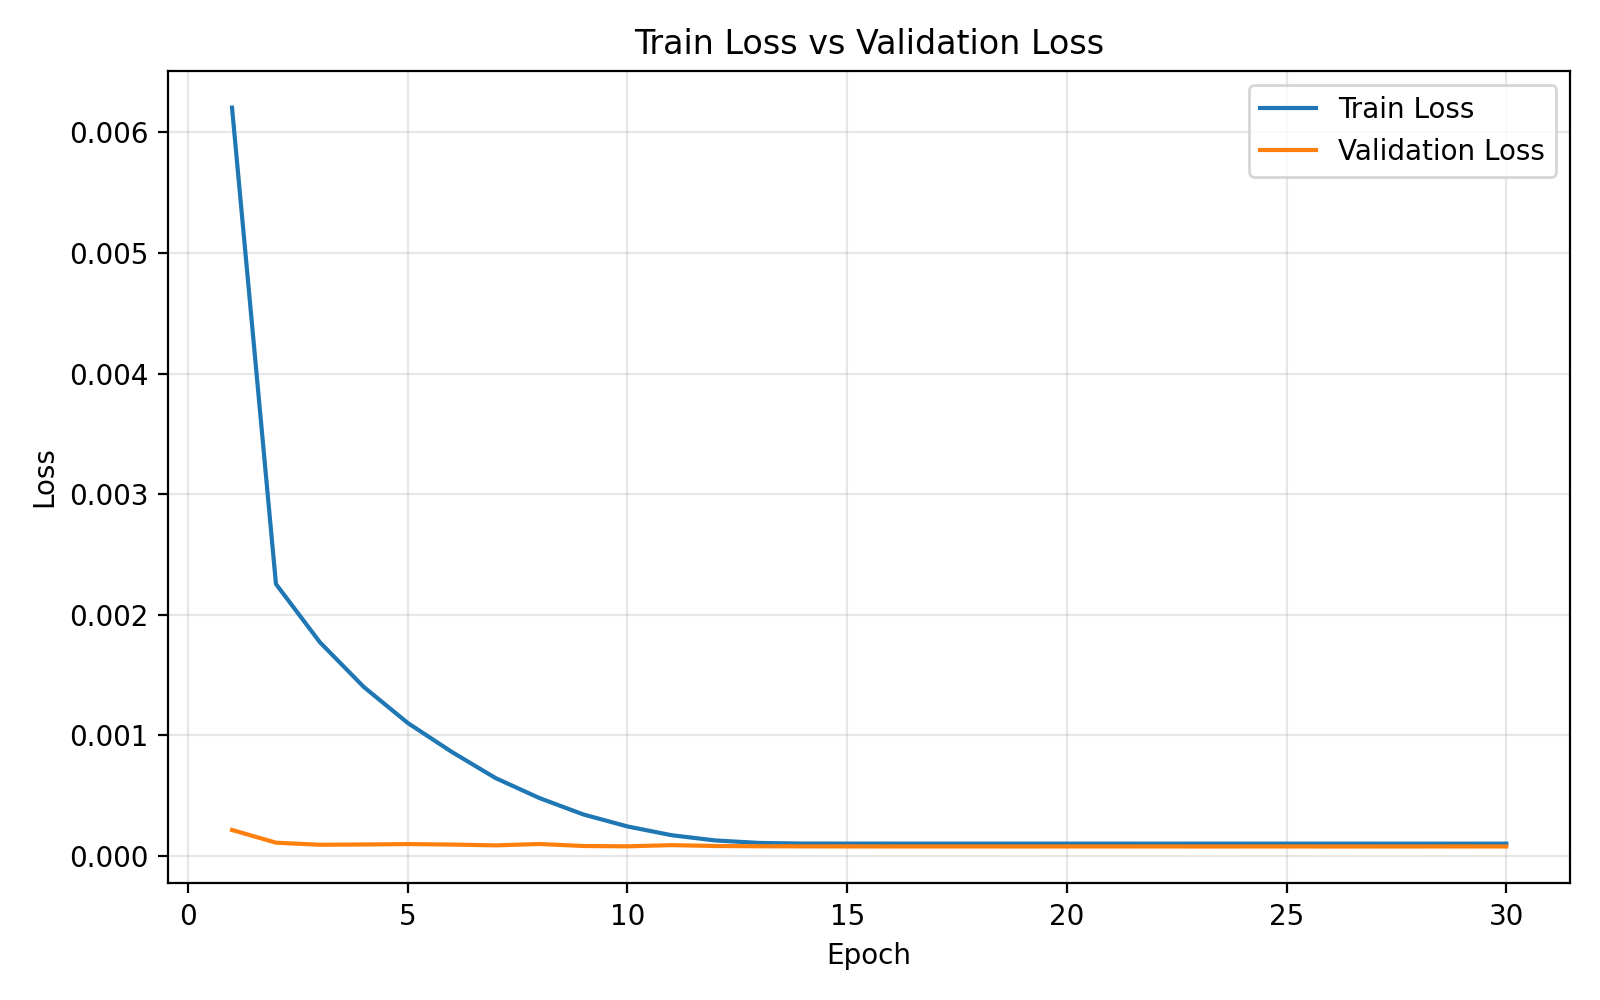 Train Loss vs Validation Loss
Train Loss
Validation Loss
0.006
0.005
0.004
0.003
0.002
0.001
0.000
Loss
0 5 10 15 20 25 30
Epoch